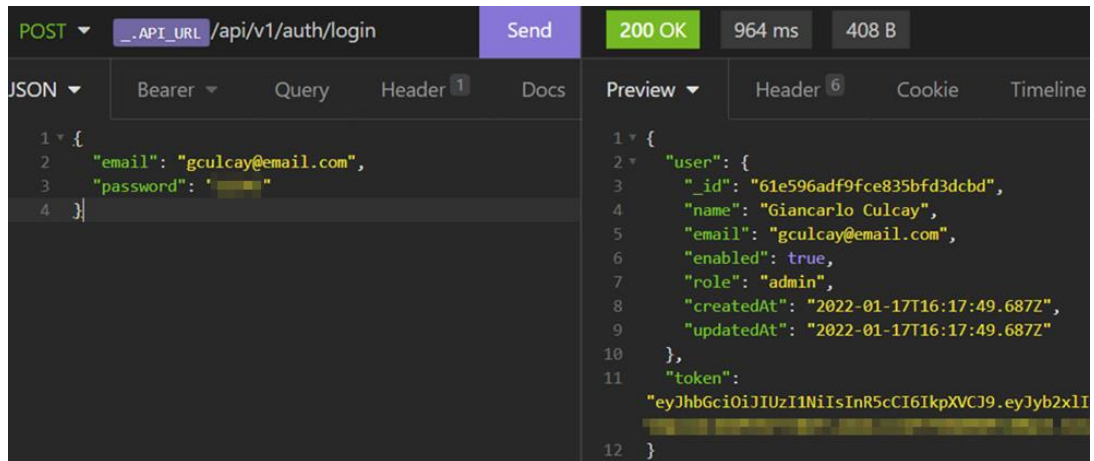 POST _.API_URL /api/v1/auth/login Send 200 OK 964 ms 408 B
JSON Bearer Query Header 1 Docs Preview Header 6 Cookie Timeline
1 {
2 "email": "gculcay@email.com",
3 "password": " "
4 }
1 {
2 "user": {
3 "_id": "61e596adf9fce835bfd3dcbd",
4 "name": "Giancarlo Culcay",
5 "email": "gculcay@email.com",
6 "enabled": true,
7 "role": "admin",
8 "createdAt": "2022-01-17T16:17:49.687Z",
9 "updatedAt": "2022-01-17T16:17:49.687Z"
10 },
11 "token":
"eyJhbGciOiJIUzI1NiIsInR5cCI6IkpXVCJ9.eyJyb2xlI
12 }